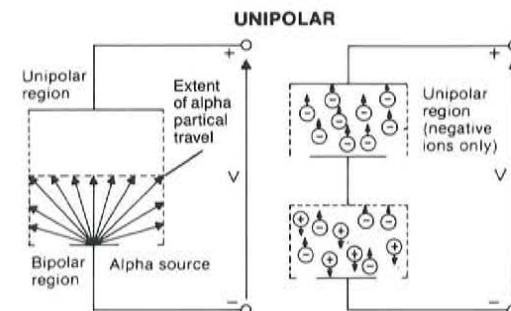 UNIPOLAR
+
Unipolar
region
Extent
of alpha
partical
travel
V
Bipolar
region
Alpha source
−
+
Unipolar
region
(negative
ions only)
V
−